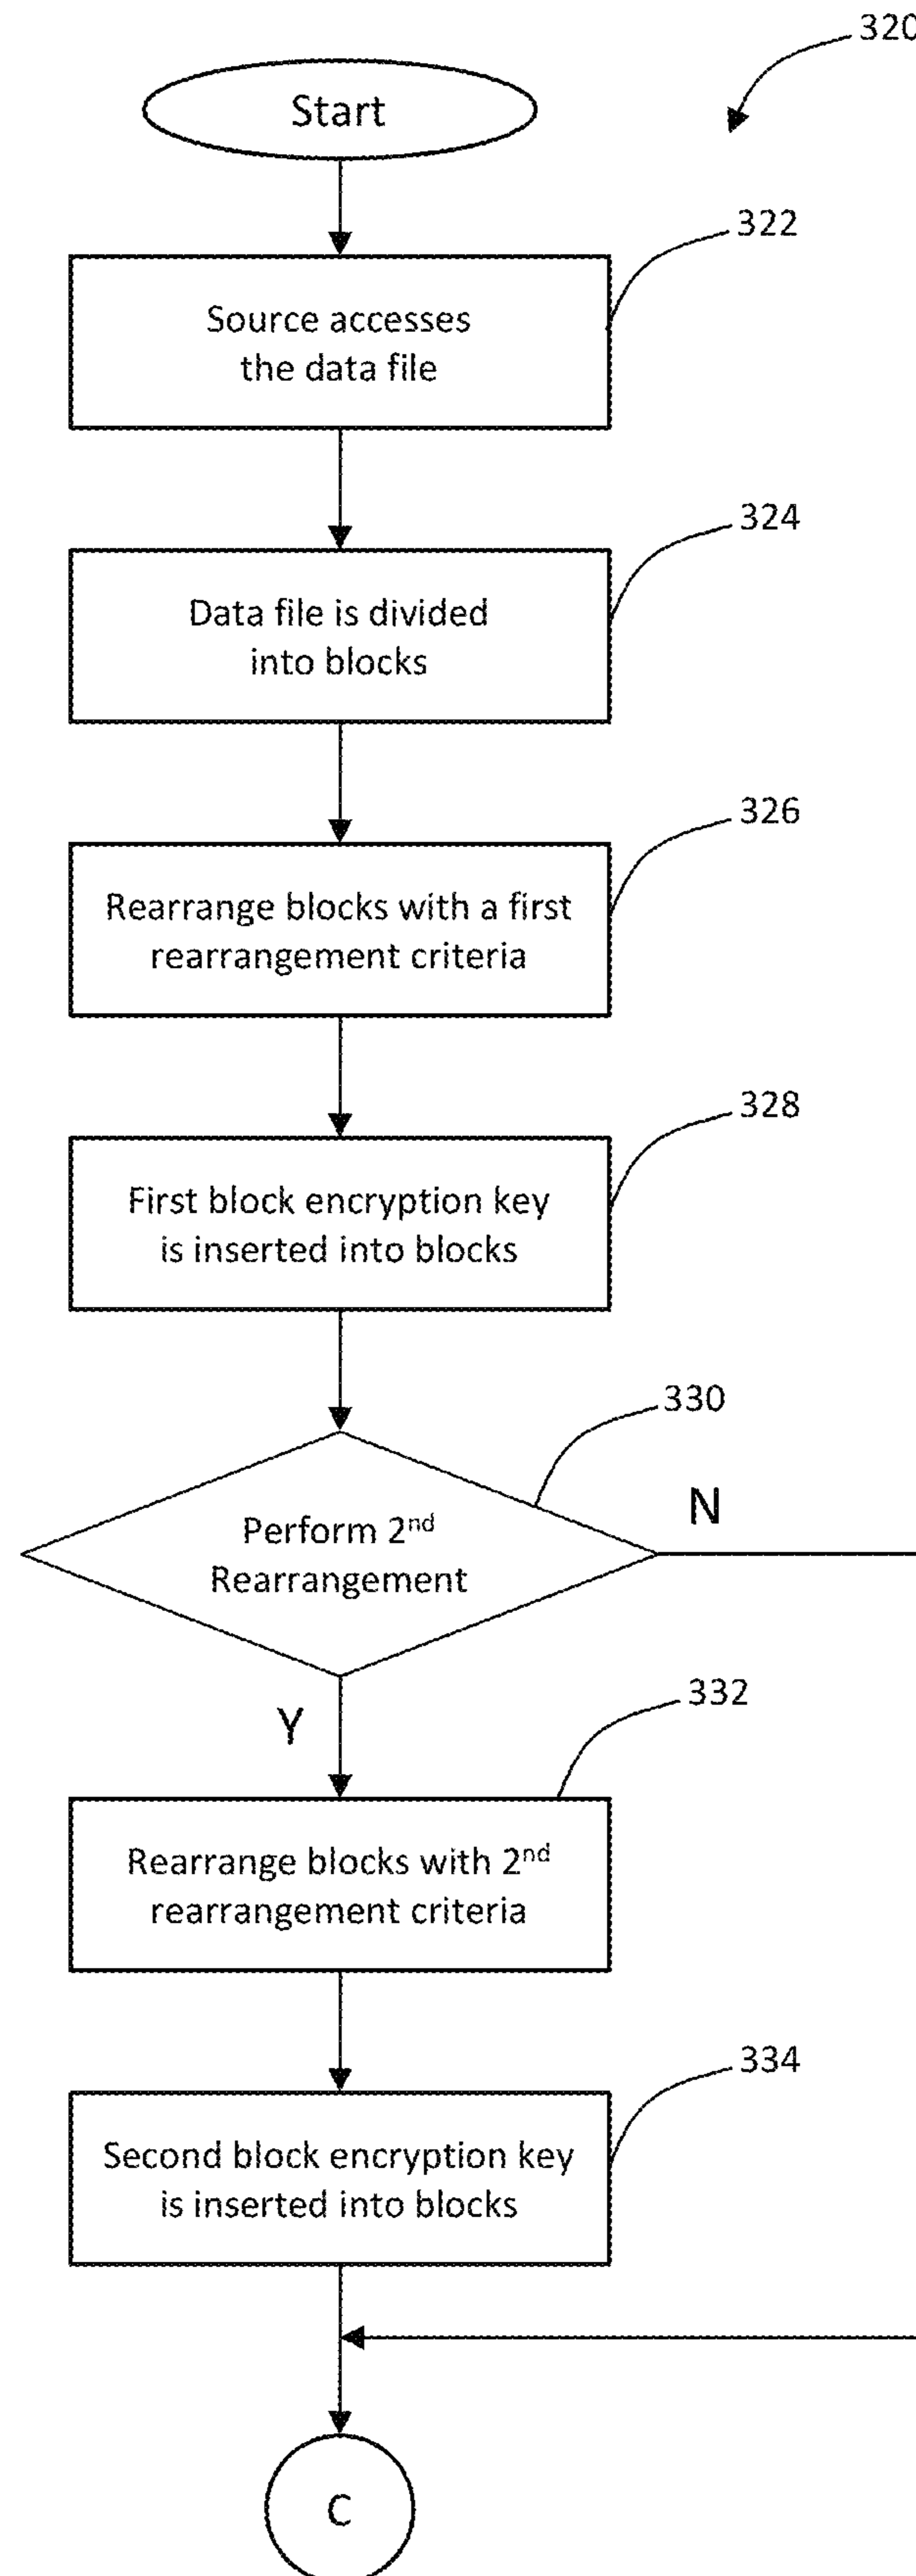 320
Start
322
Source accesses
the data file
324
Data file is divided
into blocks
326
Rearrange blocks with a first
rearrangement criteria
328
First block encryption key
is inserted into blocks
330
N
Perform 2nd
Rearrangement
332
Y
Rearrange blocks with 2nd
rearrangement criteria
334
Second block encryption key
is inserted into blocks
C